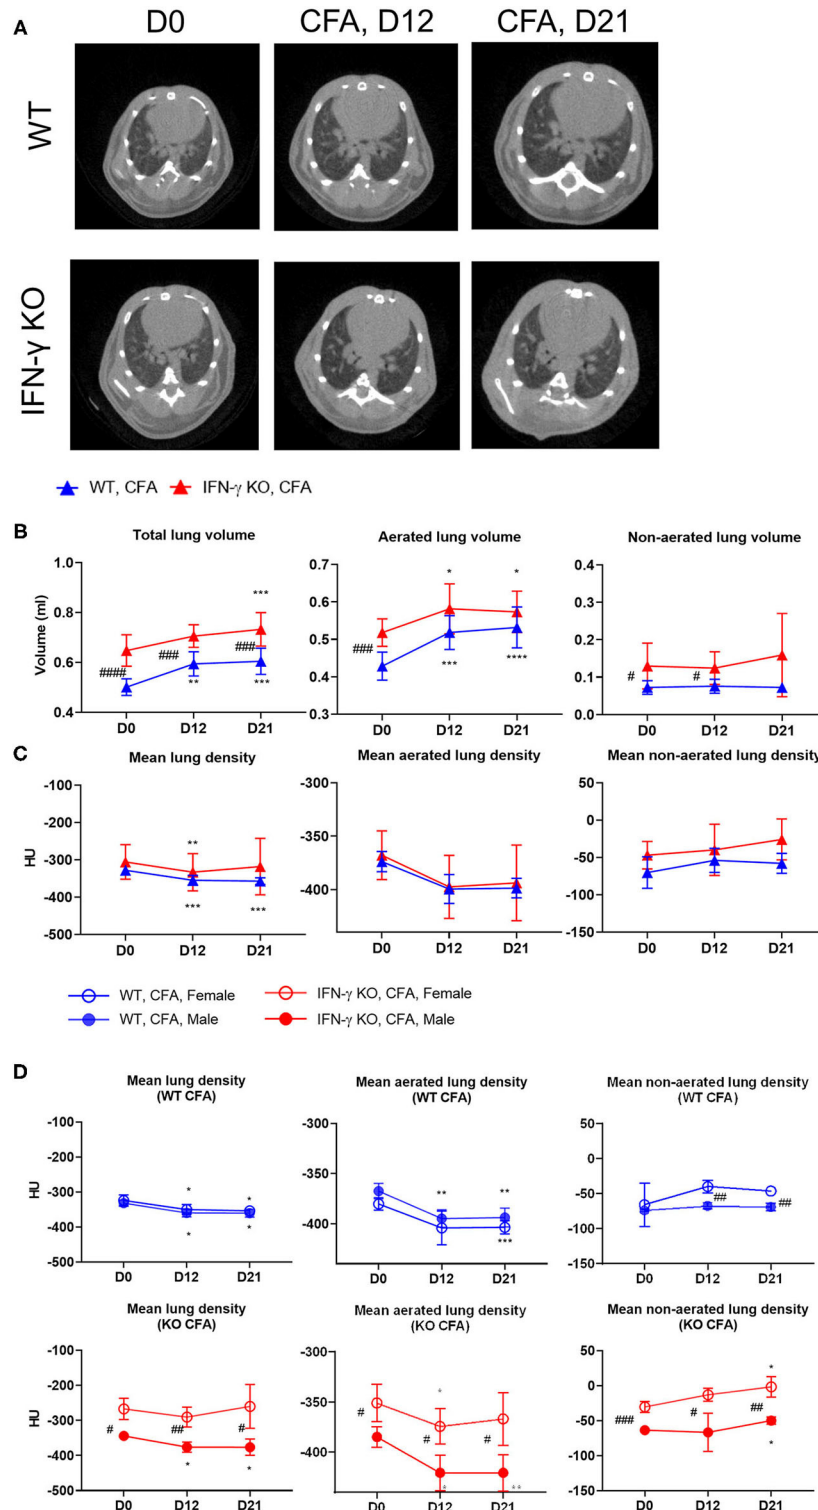 A
D0
CFA, D12
CFA, D21
WT
IFN-γ KO
WT, CFA
IFN-γ KO, CFA
B
Total lung volume
Aerated lung volume
Non-aerated lung volume
Volume (ml)
1.0
0.8
0.6
0.4
####
###
###
**
***
***
D0
D12
D21
0.7
0.6
0.5
0.4
0.3
###
*
*
***
****
D0
D12
D21
0.4
0.3
0.2
0.1
0.0
#
#
D0
D12
D21
C
Mean lung density
Mean aerated lung density
Mean non-aerated lung density
HU
-100
-200
-300
-400
-500
**
***
***
D0
D12
D21
-300
-350
-400
D0
D12
D21
50
0
-50
-100
-150
D0
D12
D21
WT, CFA, Female
IFN-γ KO, CFA, Female
WT, CFA, Male
IFN-γ KO, CFA, Male
D
Mean lung density
(WT CFA)
Mean aerated lung density
(WT CFA)
Mean non-aerated lung density
(WT CFA)
HU
-100
-200
-300
-400
-500
*
*
*
*
D0
D12
D21
-300
-350
-400
**
**
***
D0
D12
D21
50
0
-50
-100
-150
##
##
D0
D12
D21
Mean lung density
(KO CFA)
Mean aerated lung density
(KO CFA)
Mean non-aerated lung density
(KO CFA)
HU
-100
-200
-300
-400
-500
#
##
#
*
*
D0
D12
D21
-300
-350
-400
#
*
#
#
*
**
D0
D12
D21
50
0
-50
-100
-150
###
#
##
*
*
D0
D12
D21